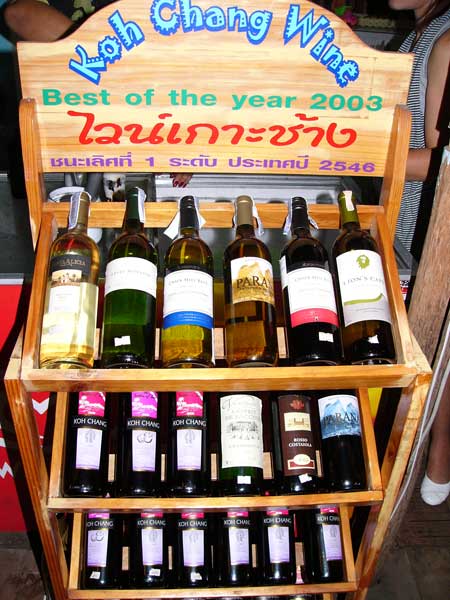 Koh Chang Wine
Best of the year 2003
ไวน์เกาะช้าง
ชนะเลิศที่ 1 ระดับ ประเทศปี 2546
PARAN
LION'S CAPE
KOH CHANG
KOH CHANG
KOH CHANG
ROSSO
PARAN
KOH CHANG
KOH CHANG
KOH CHANG
KOH CHANG
KOH CHANG
KOH CHANG